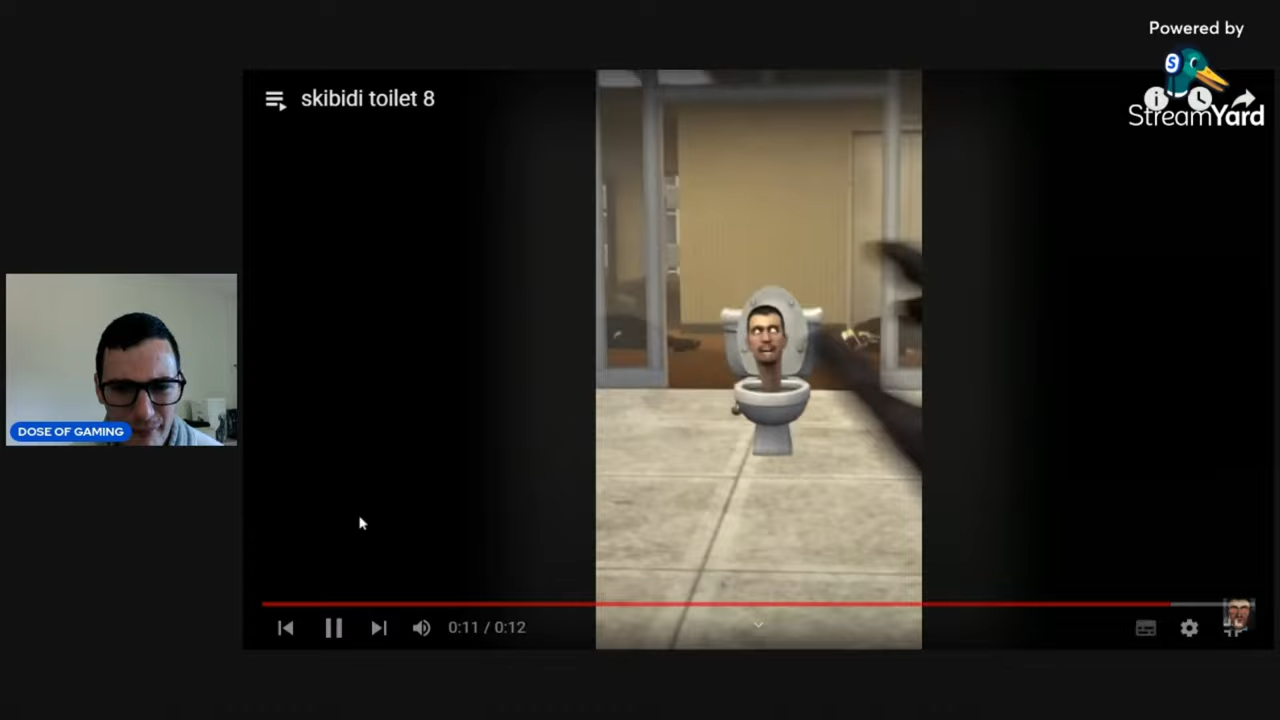 Powered by
StreamYard
skibidi toilet 8
DOSE OF GAMING
0:11 / 0:12